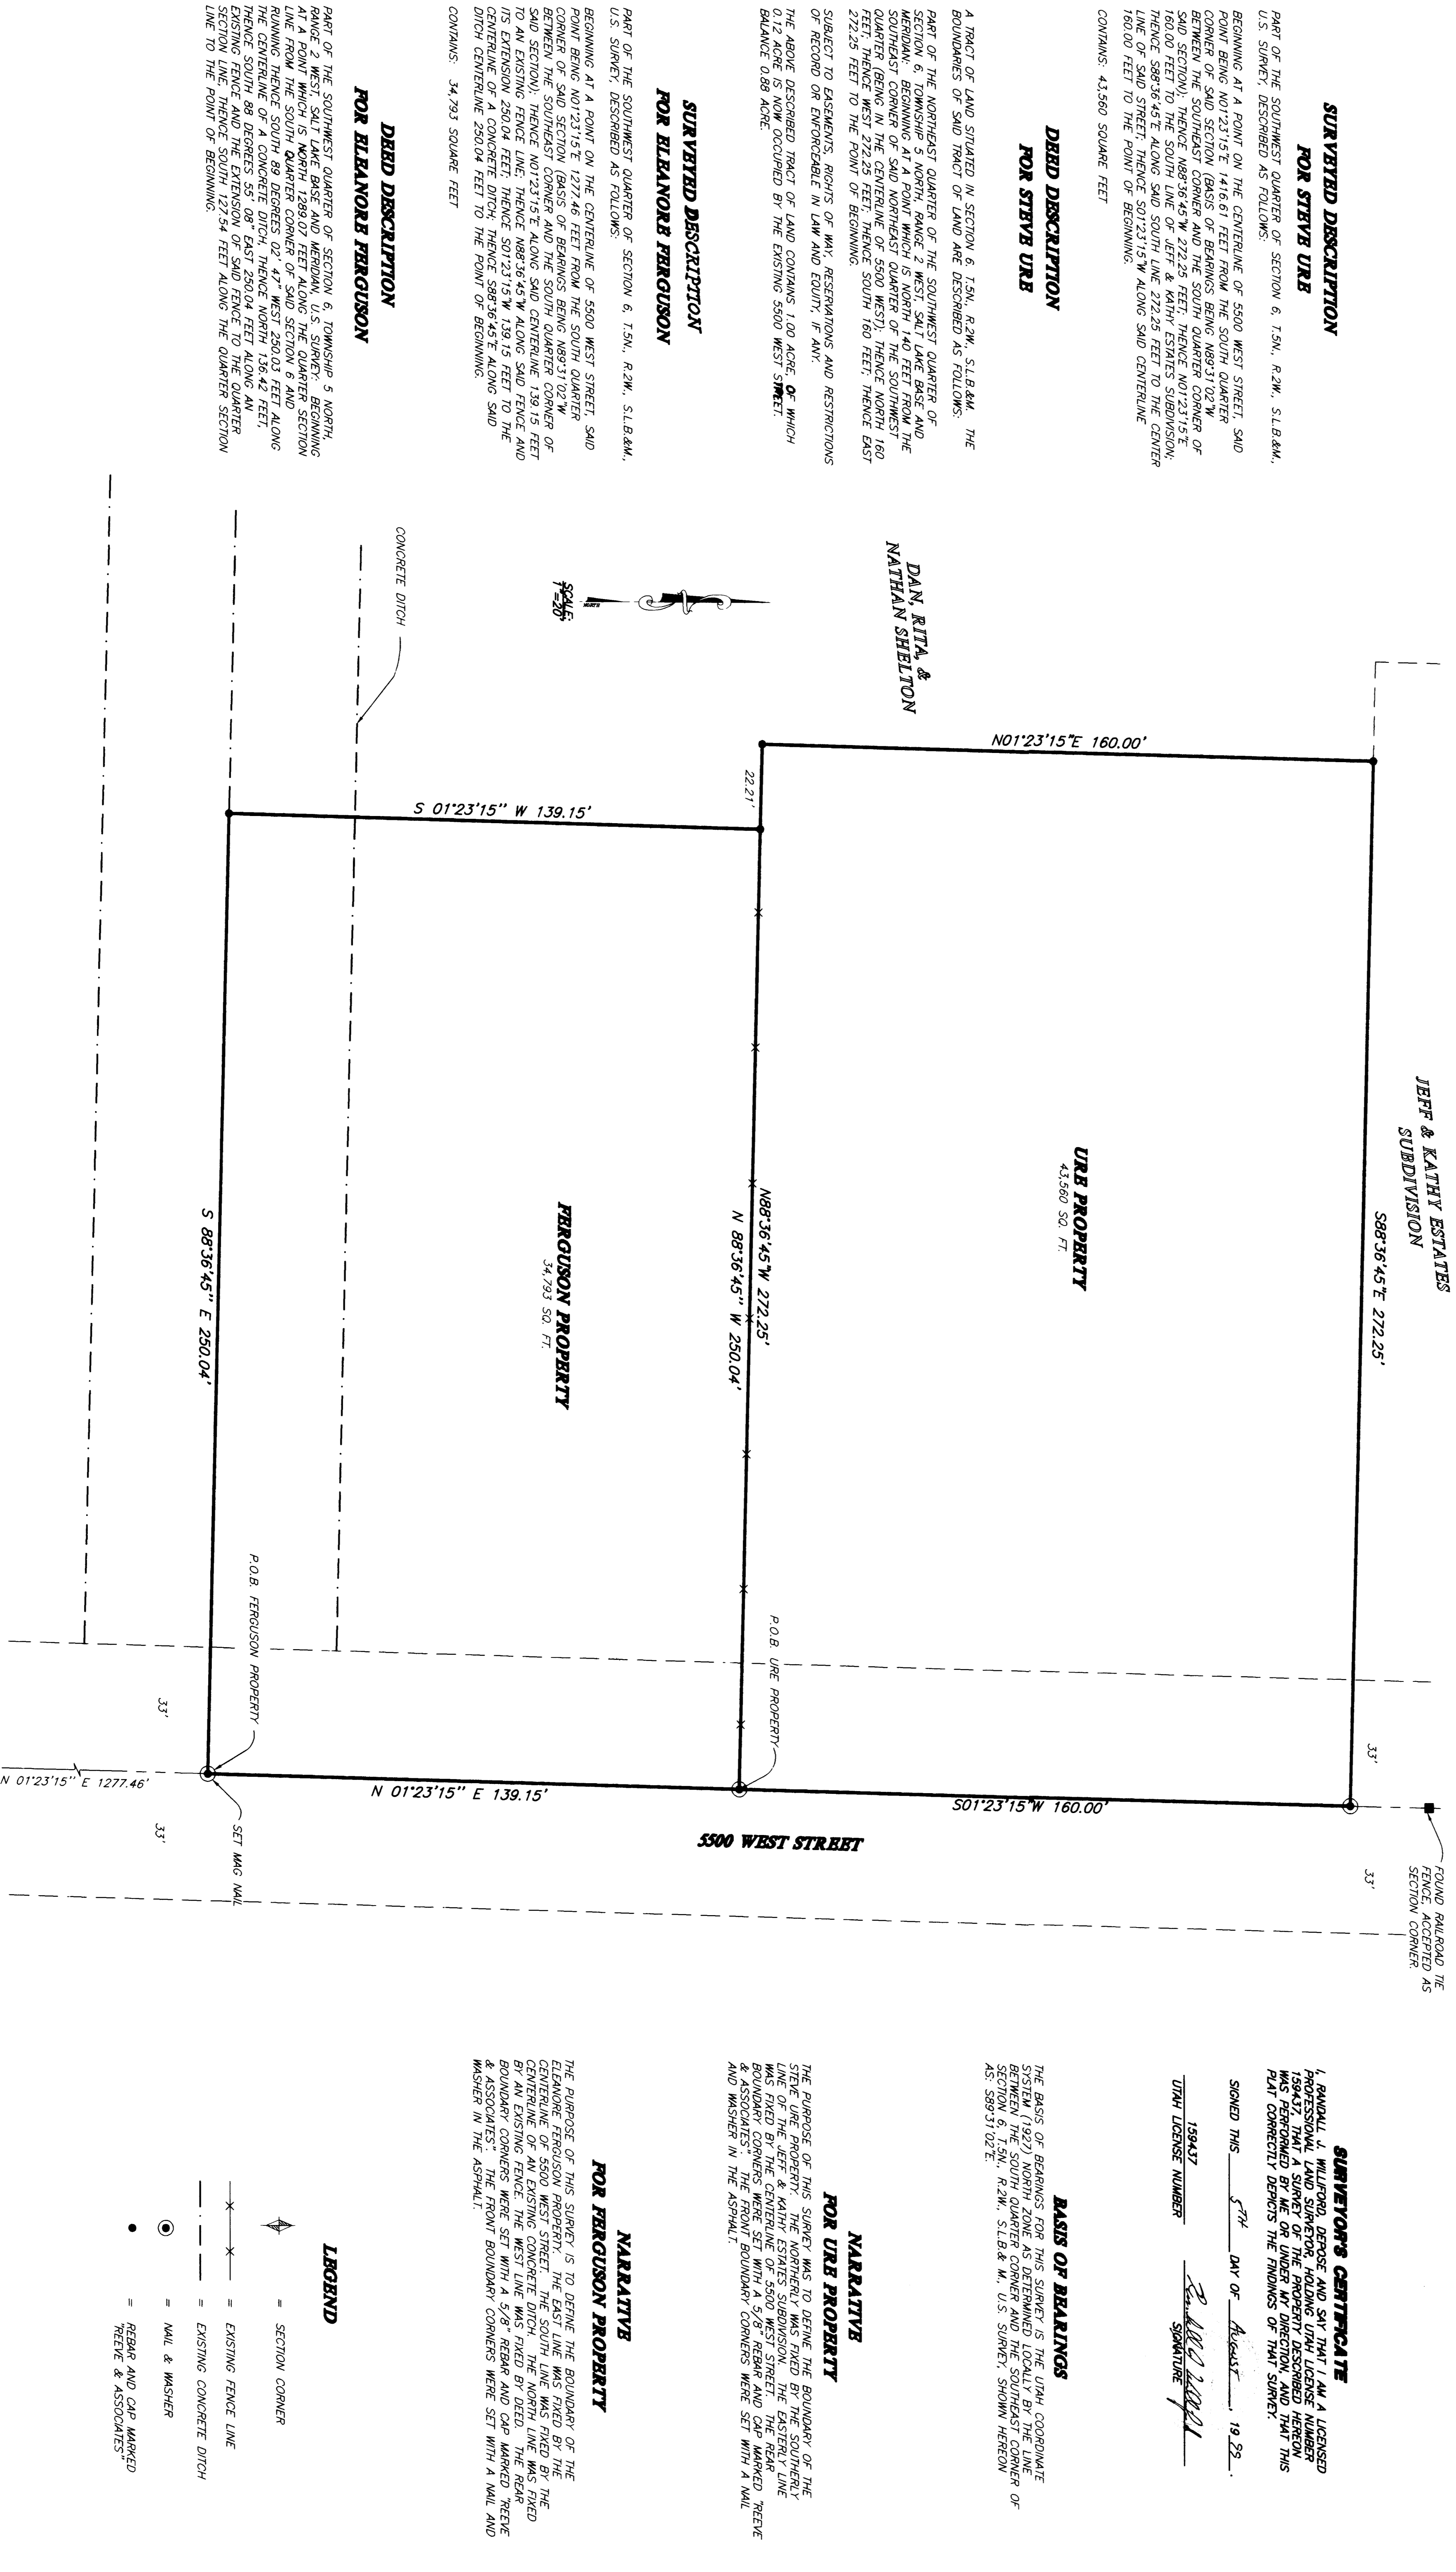 SURVEYED DESCRIPTION
FOR STEVE URE
PART OF THE SOUTHWEST QUARTER OF SECTION 6, T.5N., R.2W., S.L.B.&M.,
U.S. SURVEY, DESCRIBED AS FOLLOWS:
BEGINNING AT A POINT ON THE CENTERLINE OF 5500 WEST STREET, SAID
POINT BEING N01°23'15"E 1416.61 FEET FROM THE SOUTH QUARTER
CORNER OF SAID SECTION (BASIS OF BEARINGS BEING N89°31'02"W
BETWEEN THE SOUTHEAST CORNER AND THE SOUTH QUARTER CORNER OF
SAID SECTION); THENCE N88°36'45"W 272.25 FEET; THENCE N01°23'15"E
160.00 FEET TO THE SOUTH LINE OF JEFF & KATHY ESTATES SUBDIVISION;
THENCE S88°36'45"E ALONG SAID SOUTH LINE 272.25 FEET TO THE CENTER
LINE OF SAID STREET; THENCE S01°23'15"W ALONG SAID CENTERLINE
160.00 FEET TO THE POINT OF BEGINNING.
CONTAINS: 43,560 SQUARE FEET
DEED DESCRIPTION
FOR STEVE URE
A TRACT OF LAND SITUATED IN SECTION 6, T.5N., R.2W., S.L.B.&M. THE
BOUNDARIES OF SAID TRACT OF LAND ARE DESCRIBED AS FOLLOWS:
PART OF THE NORTHEAST QUARTER OF THE SOUTHWEST QUARTER OF
SECTION 6, TOWNSHIP 5 NORTH, RANGE 2 WEST, SALT LAKE BASE AND
MERIDIAN: BEGINNING AT A POINT WHICH IS NORTH 140 FEET FROM THE
SOUTHEAST CORNER OF SAID NORTHEAST QUARTER OF THE SOUTHWEST
QUARTER (BEING IN THE CENTERLINE OF 5500 WEST); THENCE NORTH 160
FEET; THENCE WEST 272.25 FEET; THENCE SOUTH 160 FEET; THENCE EAST
272.25 FEET TO THE POINT OF BEGINNING.
SUBJECT TO EASEMENTS, RIGHTS OF WAY, RESERVATIONS AND RESTRICTIONS
OF RECORD OR ENFORCEABLE IN LAW AND EQUITY, IF ANY.
THE ABOVE DESCRIBED TRACT OF LAND CONTAINS 1.00 ACRE, OF WHICH
0.12 ACRE IS NOW OCCUPIED BY THE EXISTING 5500 WEST STREET.
BALANCE 0.88 ACRE.
SURVEYED DESCRIPTION
FOR ELEANORE FERGUSON
PART OF THE SOUTHWEST QUARTER OF SECTION 6, T.5N., R.2W., S.L.B.&M.,
U.S. SURVEY, DESCRIBED AS FOLLOWS:
BEGINNING AT A POINT ON THE CENTERLINE OF 5500 WEST STREET, SAID
POINT BEING N01°23'15"E 1277.46 FEET FROM THE SOUTH QUARTER
CORNER OF SAID SECTION (BASIS OF BEARINGS BEING N89°31'02"W
BETWEEN THE SOUTHEAST CORNER AND THE SOUTH QUARTER CORNER OF
SAID SECTION); THENCE N01°23'15"E ALONG SAID CENTERLINE 139.15 FEET
TO AN EXISTING FENCE LINE; THENCE N88°36'45"W ALONG SAID FENCE AND
ITS EXTENSION 250.04 FEET; THENCE S01°23'15"W 139.15 FEET TO THE
CENTERLINE OF A CONCRETE DITCH; THENCE S88°36'45"E ALONG SAID
DITCH CENTERLINE 250.04 FEET TO THE POINT OF BEGINNING.
CONTAINS: 34,793 SQUARE FEET
DEED DESCRIPTION
FOR ELEANORE FERGUSON
PART OF THE SOUTHWEST QUARTER OF SECTION 6, TOWNSHIP 5 NORTH,
RANGE 2 WEST, SALT LAKE BASE AND MERIDIAN, U.S. SURVEY: BEGINNING
AT A POINT WHICH IS NORTH 1289.07 FEET ALONG THE QUARTER SECTION
LINE FROM THE SOUTH QUARTER CORNER OF SAID SECTION 6 AND
RUNNING THENCE SOUTH 89 DEGREES 02' 47" WEST 250.03 FEET ALONG
THE CENTERLINE OF A CONCRETE DITCH, THENCE NORTH 136.42 FEET,
THENCE SOUTH 88 DEGREES 55' 08" EAST 250.04 FEET ALONG AN
EXISTING FENCE AND THE EXTENSION OF SAID FENCE TO THE QUARTER
SECTION LINE, THENCE SOUTH 127.54 FEET ALONG THE QUARTER SECTION
LINE TO THE POINT OF BEGINNING.
JEFF & KATHY ESTATES
SUBDIVISION
S88°36'45"E 272.25'
N01°23'15"E 160.00'
DAN, RITA, &
NATHAN SHELTON
URE PROPERTY
43,560 SQ. FT.
22.21'
N88°36'45"W 272.25'
N 88°36'45'' W 250.04'
P.O.B. URE PROPERTY
S 01°23'15'' W 139.15'
SCALE:
1"=20'
NORTH
FERGUSON PROPERTY
34,793 SQ. FT.
CONCRETE DITCH
S 88°36'45'' E 250.04'
P.O.B. FERGUSON PROPERTY
33'
33'
SET MAG NAIL
N 01°23'15'' E 1277.46'
N 01°23'15'' E 139.15'
S01°23'15"W 160.00'
5500 WEST STREET
33'
33'
FOUND RAILROAD TIE
FENCE, ACCEPTED AS
SECTION CORNER.
SURVEYOR'S CERTIFICATE
I, RANDALL J. WILLIFORD, DEPOSE AND SAY THAT I AM A LICENSED
PROFESSIONAL LAND SURVEYOR, HOLDING UTAH LICENSE NUMBER
159437, THAT A SURVEY OF THE PROPERTY DESCRIBED HEREON
WAS PERFORMED BY ME OR UNDER MY DIRECTION, AND THAT THIS
PLAT CORRECTLY DEPICTS THE FINDINGS OF THAT SURVEY.
SIGNED THIS 5TH DAY OF AUGUST, 1999.
159437
UTAH LICENSE NUMBER SIGNATURE
BASIS OF BEARINGS
THE BASIS OF BEARINGS FOR THIS SURVEY IS THE UTAH COORDINATE
SYSTEM (1927) NORTH ZONE AS DETERMINED LOCALLY BY THE LINE
BETWEEN THE SOUTH QUARTER CORNER AND THE SOUTHEAST CORNER OF
SECTION 6, T.5N., R.2W., S.L.B.& M., U.S. SURVEY, SHOWN HEREON
AS: S89°31'02"E.
NARRATIVE
FOR URE PROPERTY
THE PURPOSE OF THIS SURVEY WAS TO DEFINE THE BOUNDARY OF THE
STEVE URE PROPERTY. THE NORTHERLY WAS FIXED BY THE SOUTHERLY
LINE OF THE JEFF & KATHY ESTATES SUBDIVISION. THE EASTERLY LINE
WAS FIXED BY THE CENTERLINE OF 5500 WEST STREET. THE REAR
BOUNDARY CORNERS WERE SET WITH A 5/8" REBAR AND CAP MARKED "REEVE
& ASSOCIATES". THE FRONT BOUNDARY CORNERS WERE SET WITH A NAIL
AND WASHER IN THE ASPHALT.
NARRATIVE
FOR FERGUSON PROPERTY
THE PURPOSE OF THIS SURVEY IS TO DEFINE THE BOUNDARY OF THE
ELEANORE FERGUSON PROPERTY. THE EAST LINE WAS FIXED BY THE
CENTERLINE OF 5500 WEST STREET. THE SOUTH LINE WAS FIXED BY THE
CENTERLINE OF AN EXISTING CONCRETE DITCH. THE NORTH LINE WAS FIXED
BY AN EXISTING FENCE. THE WEST LINE WAS FIXED BY DEED. THE REAR
BOUNDARY CORNERS WERE SET WITH A 5/8" REBAR AND CAP MARKED "REEVE
& ASSOCIATES". THE FRONT BOUNDARY CORNERS WERE SET WITH A NAIL AND
WASHER IN THE ASPHALT.
LEGEND
= SECTION CORNER
= EXISTING FENCE LINE
= EXISTING CONCRETE DITCH
= NAIL & WASHER
= REBAR AND CAP MARKED
"REEVE & ASSOCIATES"